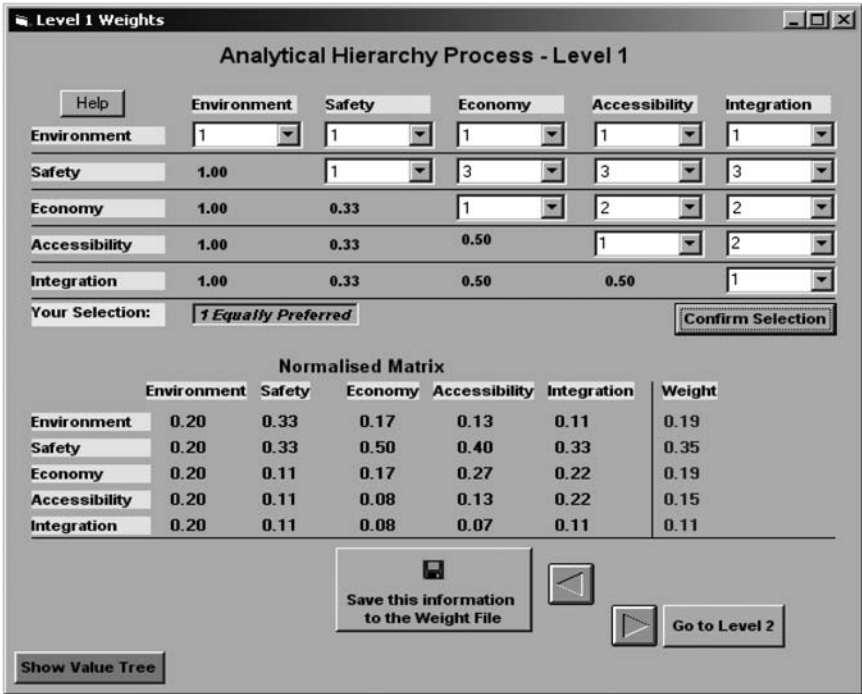 Level 1 Weights
Analytical Hierarchy Process - Level 1
Help Environment Safety Economy Accessibility Integration
Environment 1 1 1 1 1
Safety 1.00 1 3 3 3
Economy 1.00 0.33 1 2 2
Accessibility 1.00 0.33 0.50 1 2
Integration 1.00 0.33 0.50 0.50 1
Your Selection: 1 Equally Preferred Confirm Selection
Normalised Matrix
Environment Safety Economy Accessibility Integration Weight
Environment 0.20 0.33 0.17 0.13 0.11 0.19
Safety 0.20 0.33 0.50 0.40 0.33 0.35
Economy 0.20 0.11 0.17 0.27 0.22 0.19
Accessibility 0.20 0.11 0.08 0.13 0.22 0.15
Integration 0.20 0.11 0.08 0.07 0.11 0.11
Save this information
to the Weight File
Go to Level 2
Show Value Tree